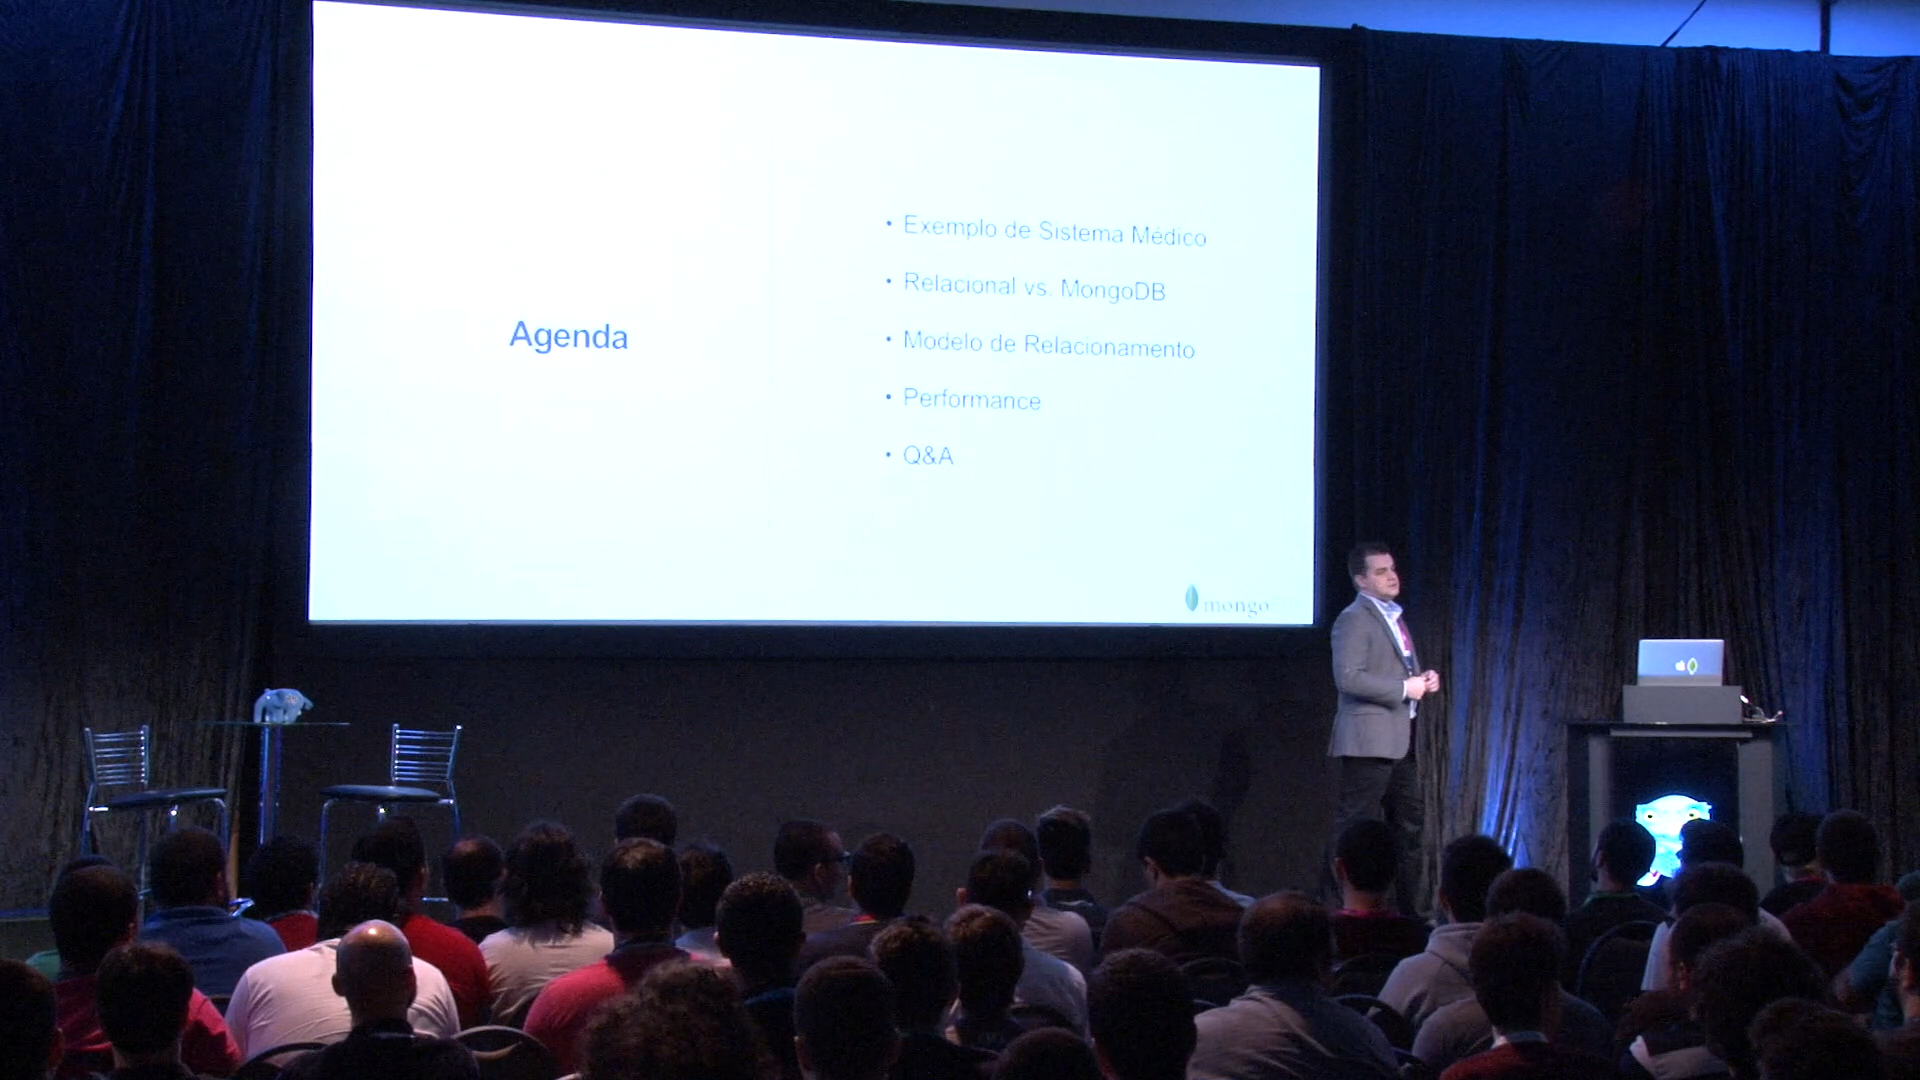 Agenda
• Exemplo de Sistema Médico
• Relacional vs. MongoDB
• Modelo de Relacionamento
• Performance
• Q&A
mongo